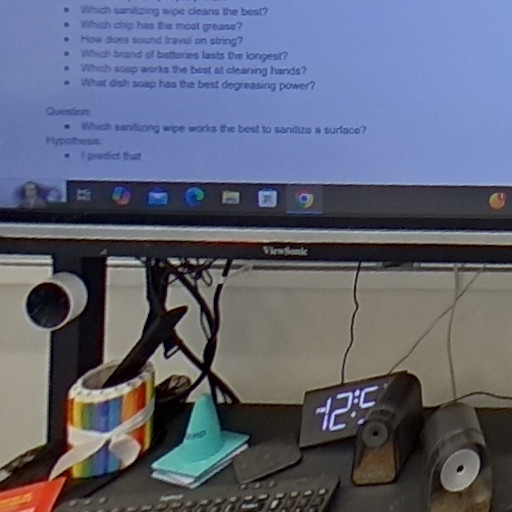 Which sanitizing wipe cleans the best?
Which chip has the most grease?
How does sound travel on string?
Which brand of batteries lasts the longest?
Which soap works the best at cleaning hands?
What dish soap has the best degreasing power?
Question:
Which sanitizing wipe works the best to sanitize a surface?
Hypothesis:
I predict that
ViewSonic
12:5